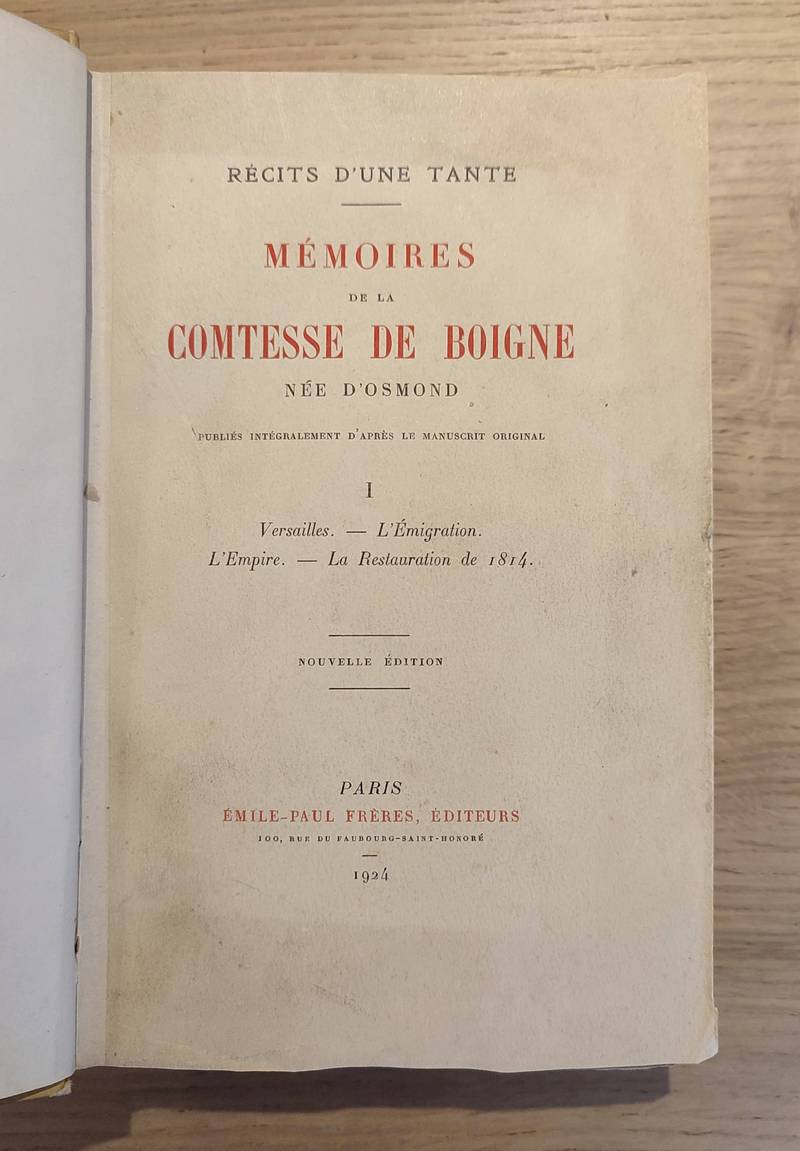 RÉCITS D'UNE TANTE
MÉMOIRES
DE LA
COMTESSE DE BOIGNE
NÉE D'OSMOND
PUBLIÉS INTÉGRALEMENT D'APRÈS LE MANUSCRIT ORIGINAL
I
Versailles. — L'Émigration.
L'Empire. — La Restauration de 1814.
NOUVELLE ÉDITION
PARIS
ÉMILE-PAUL FRÈRES, ÉDITEURS
100, RUE DU FAUBOURG-SAINT-HONORÉ
1924